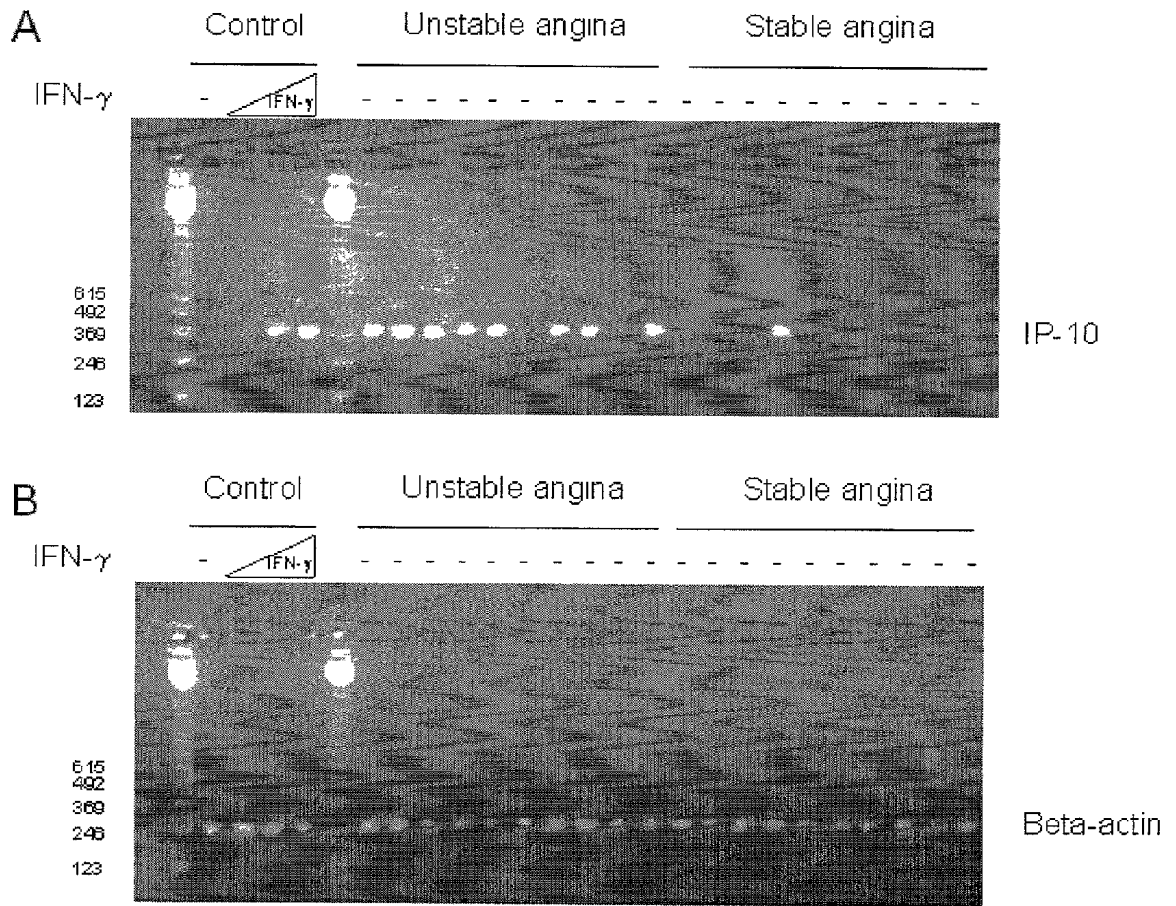 A
Control Unstable angina Stable angina
IFN-γ - IFN-γ - - - - - - - - - - - - - - - - - - - -
615
492
369
246
123
IP-10
B
Control Unstable angina Stable angina
IFN-γ - IFN-γ - - - - - - - - - - - - - - - - - - - -
615
492
369
246
123
Beta-actin